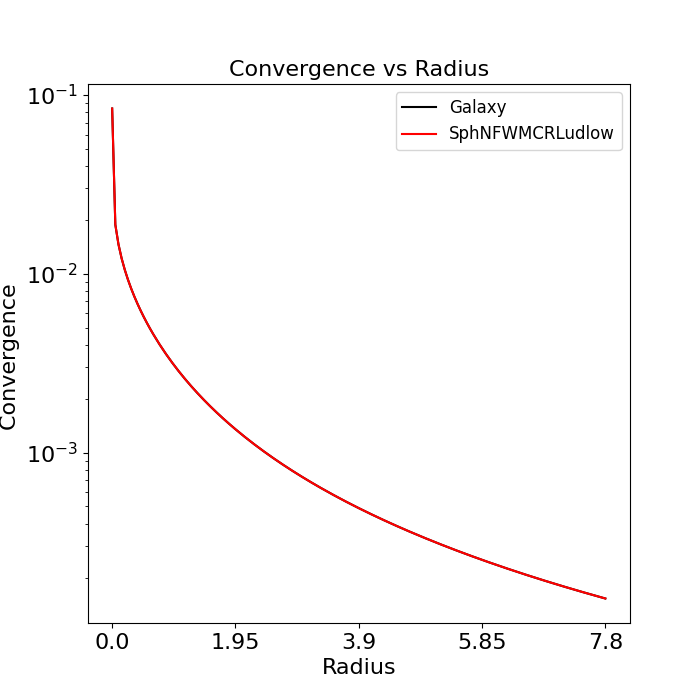 Convergence vs Radius
Galaxy
SphNFWMCRLudlow
10⁻¹
10⁻²
10⁻³
Convergence
0.0 1.95 3.9 5.85 7.8
Radius